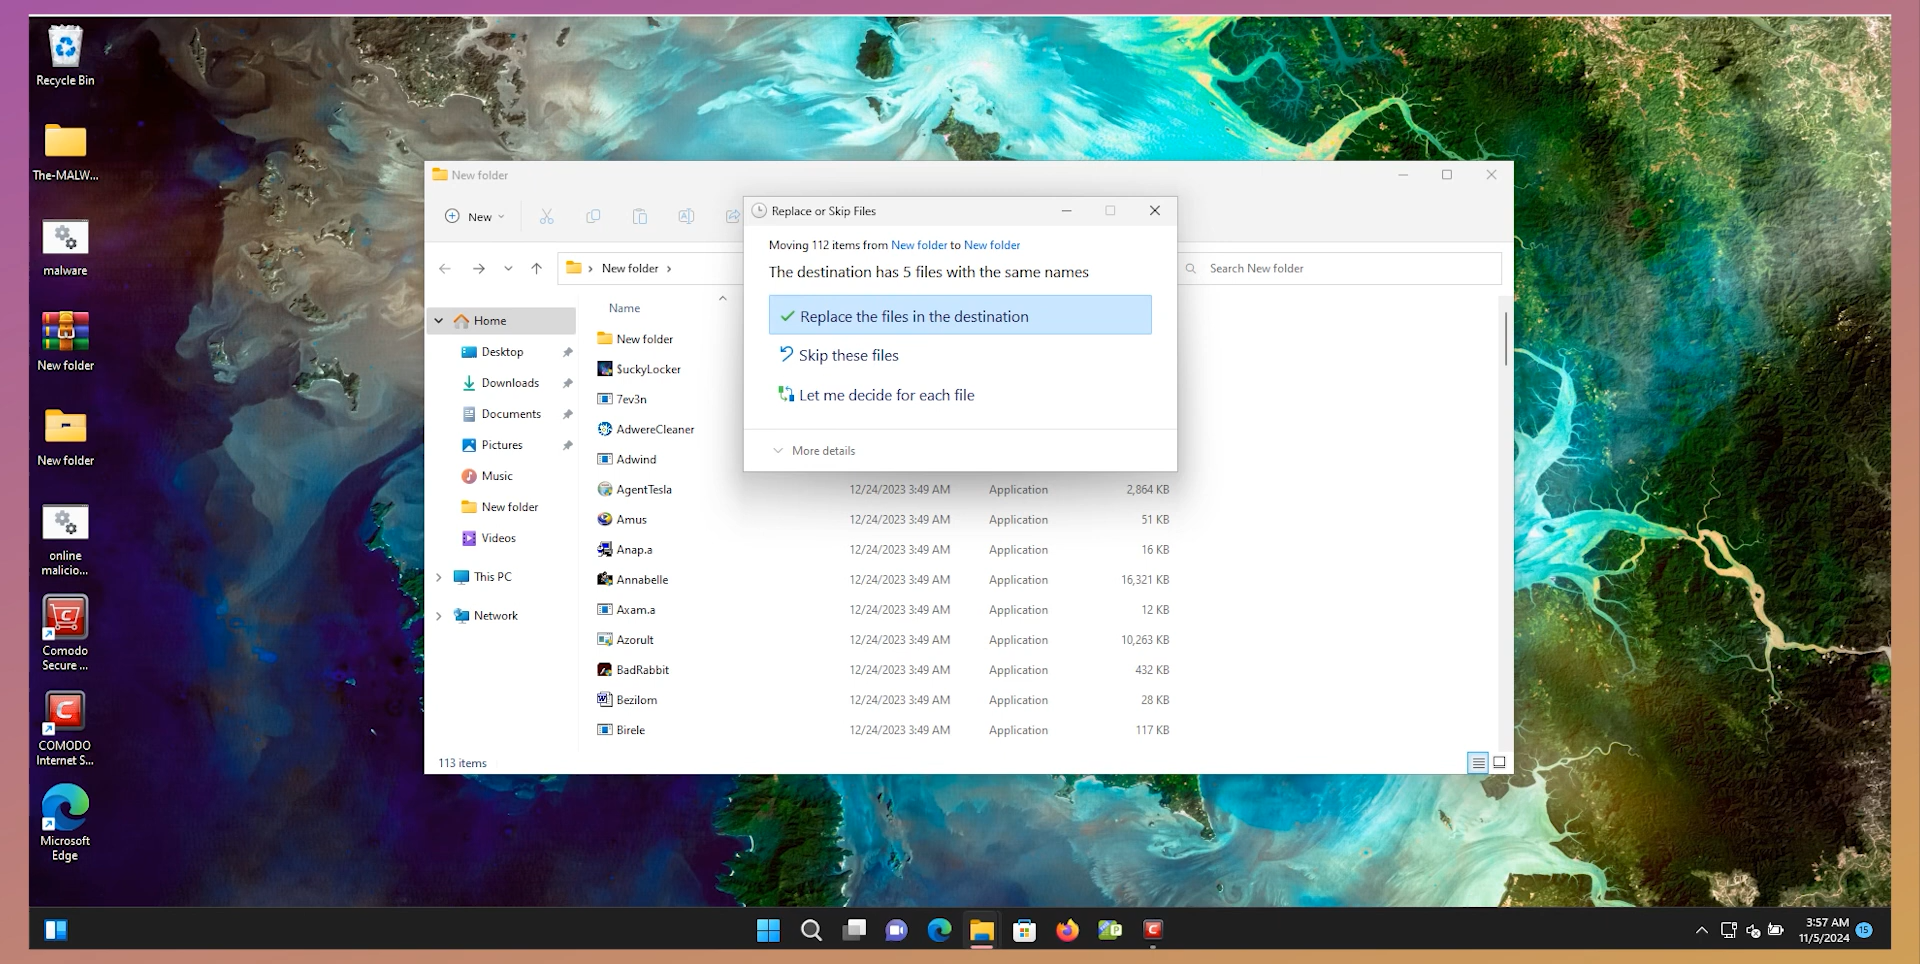 Recycle Bin
The-MALW...
malware
New folder
New folder
online
malicio...
Comodo
Secure ...
COMODO
Internet S...
Microsoft
Edge
New folder
New
New folder
Search New folder
Home
Desktop
Downloads
Documents
Pictures
Music
New folder
Videos
This PC
Network
Name
New folder
$uckyLocker
7ev3n
AdwereCleaner
Adwind
AgentTesla 12/24/2023 3:49 AM Application 2,864 KB
Amus 12/24/2023 3:49 AM Application 51 KB
Anap.a 12/24/2023 3:49 AM Application 16 KB
Annabelle 12/24/2023 3:49 AM Application 16,321 KB
Axam.a 12/24/2023 3:49 AM Application 12 KB
Azorult 12/24/2023 3:49 AM Application 10,263 KB
BadRabbit 12/24/2023 3:49 AM Application 432 KB
Bezilom 12/24/2023 3:49 AM Application 28 KB
Birele 12/24/2023 3:49 AM Application 117 KB
113 items
Replace or Skip Files
Moving 112 items from New folder to New folder
The destination has 5 files with the same names
Replace the files in the destination
Skip these files
Let me decide for each file
More details
3:57 AM
11/5/2024
15